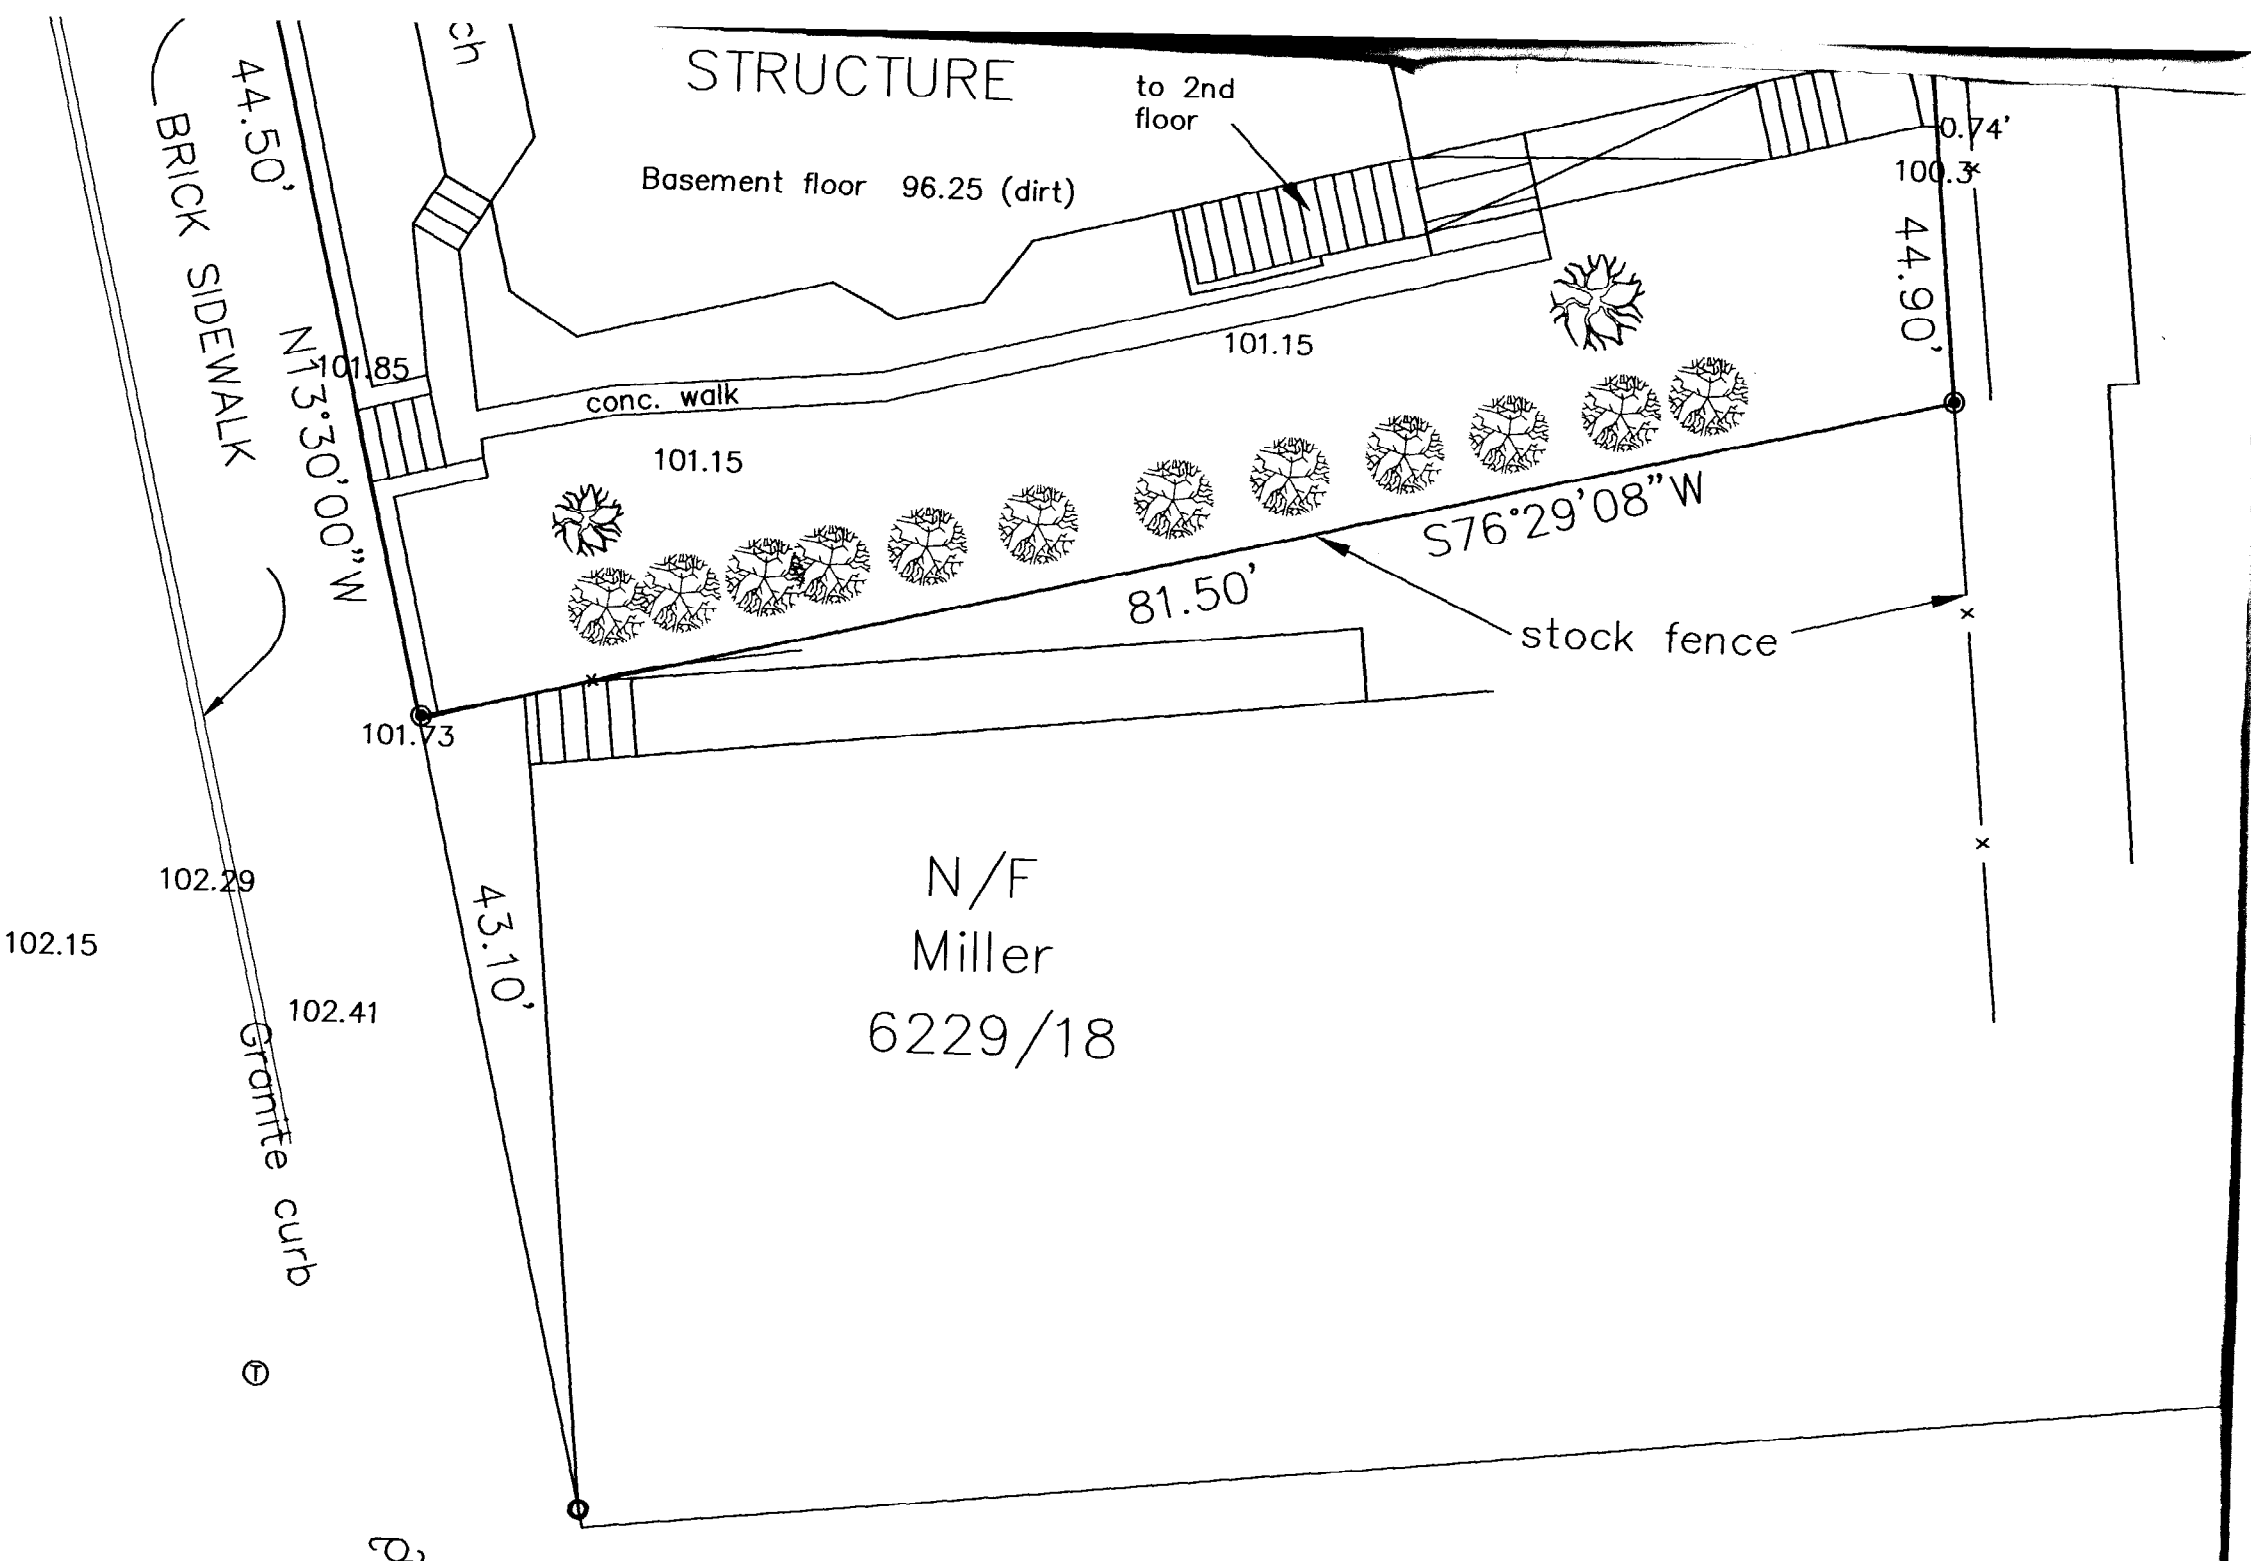 ch
STRUCTURE
to 2nd
floor
Basement floor 96.25 (dirt)
44.50'
BRICK SIDEWALK
N13°30'00"W
0.74'
100.3
x
44.90'
101.85
101.15
conc. walk
101.15
S76°29'08"W
81.50'
stock fence
x
x
101.73
x
N/F
Miller
6229/18
43.10'
102.29
102.15
102.41
Granite curb
T